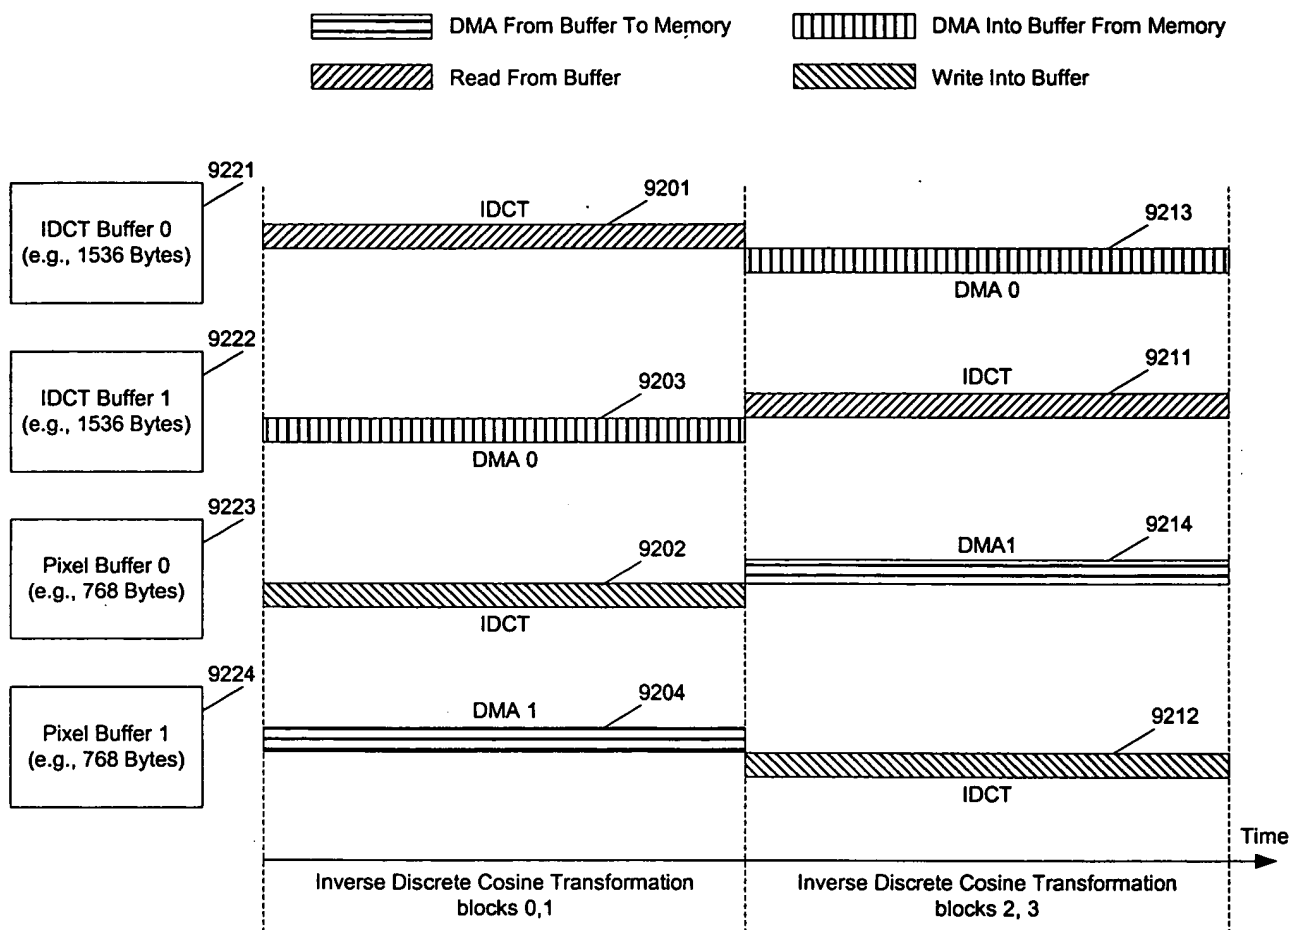 DMA From Buffer To Memory
DMA Into Buffer From Memory
Read From Buffer
Write Into Buffer
9221
IDCT Buffer 0
(e.g., 1536 Bytes)
9201
IDCT
9213
DMA 0
9222
IDCT Buffer 1
(e.g., 1536 Bytes)
9203
DMA 0
9211
IDCT
9223
Pixel Buffer 0
(e.g., 768 Bytes)
9202
IDCT
9214
DMA1
9224
Pixel Buffer 1
(e.g., 768 Bytes)
9204
DMA 1
9212
IDCT
Time
Inverse Discrete Cosine Transformation
blocks 0,1
Inverse Discrete Cosine Transformation
blocks 2, 3